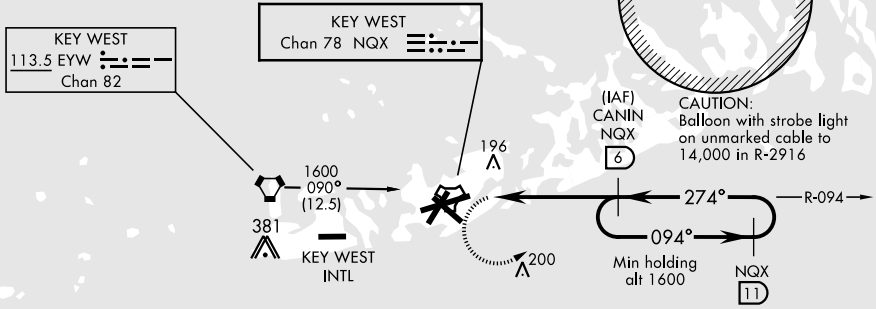 KEY WEST
113.5 EYW
Chan 82
KEY WEST
Chan 78 NQX
(IAF)
CANIN
NQX
6
CAUTION:
Balloon with strobe light
on unmarked cable to
14,000 in R-2916
196
1600
090°
(12.5)
274°
R-094
381
KEY WEST
INTL
200
094°
Min holding
alt 1600
NQX
11